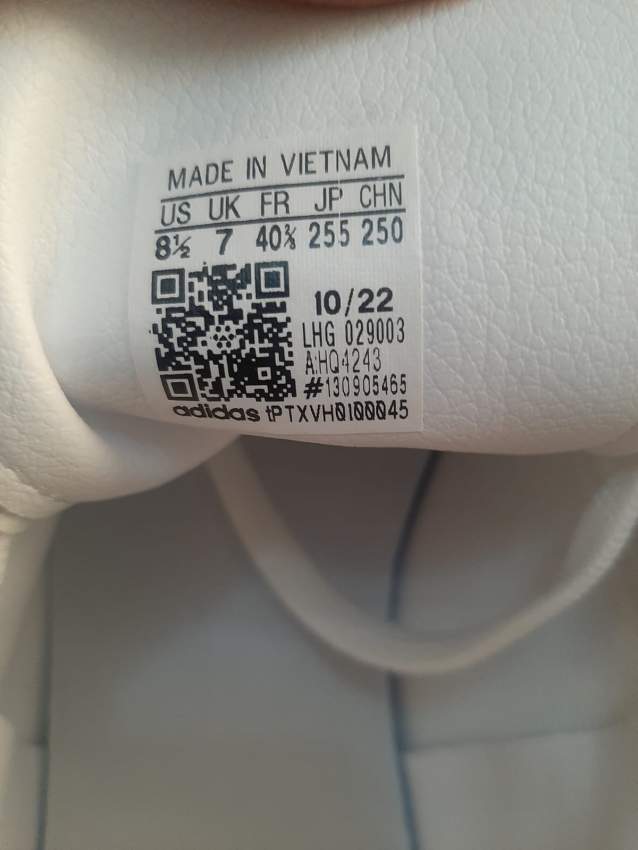 MADE IN VIETNAM
US UK FR JP CHN
8½ 7 40⅔ 255 250
10/22
LHG 029003
A:HQ4243
#130905465
adidas tPTXVH0100045